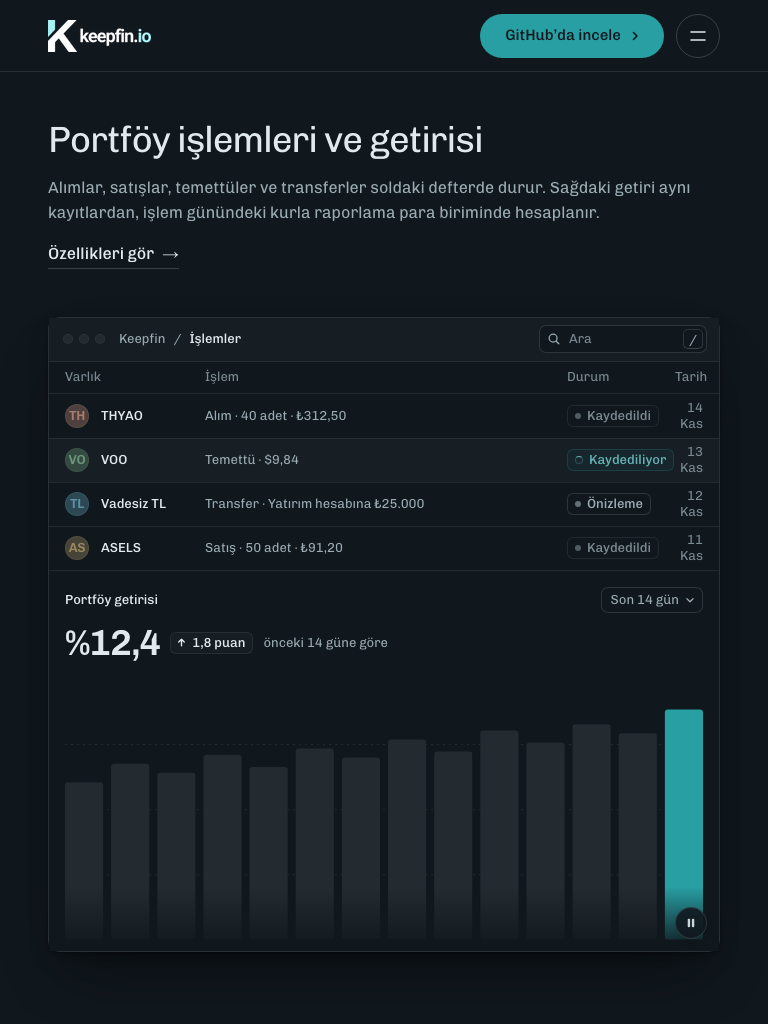 keepfin.io
GitHub'da incele
Portföy işlemleri ve getirisi
Alımlar, satışlar, temettüler ve transferler soldaki defterde durur. Sağdaki getiri aynı
kayıtlardan, işlem günündeki kurla raporlama para biriminde hesaplanır.
Özellikleri gör →
Keepfin / İşlemler
Ara /
Varlık İşlem Durum Tarih
TH THYAO Alım · 40 adet · ₺312,50 Kaydedildi 14 Kas
VO VOO Temettü · $9,84 Kaydediliyor 13 Kas
TL Vadesiz TL Transfer · Yatırım hesabına ₺25.000 Önizleme 12 Kas
AS ASELS Satış · 50 adet · ₺91,20 Kaydedildi 11 Kas
Portföy getirisi Son 14 gün
%12,4 ↑ 1,8 puan önceki 14 güne göre